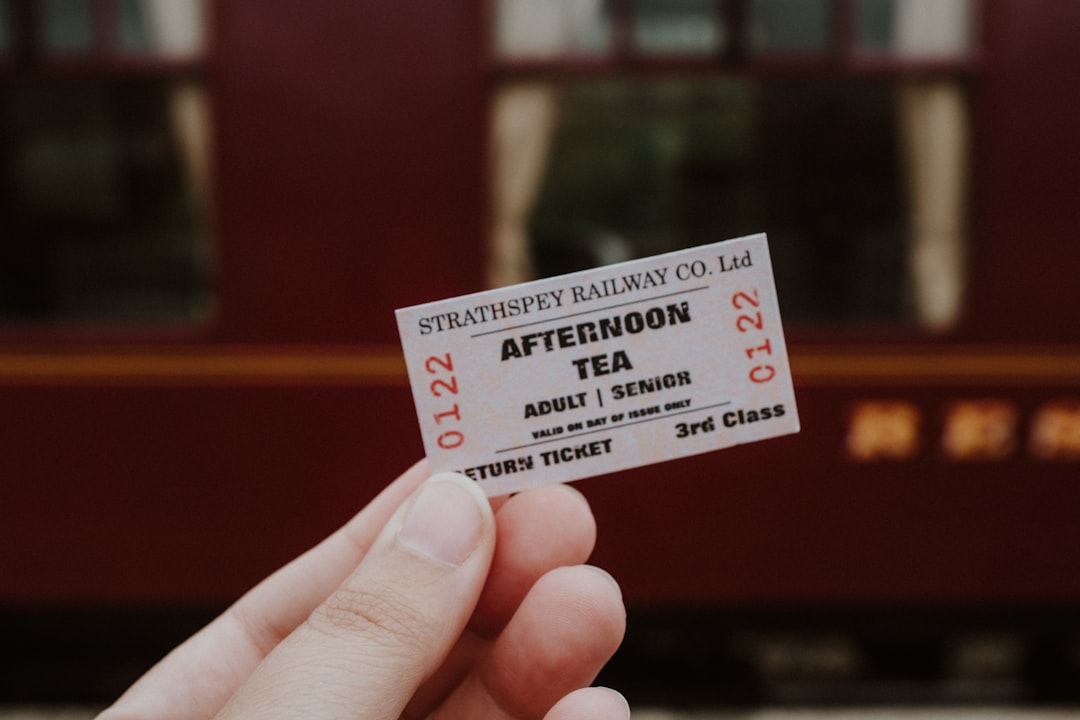 STRATHSPEY RAILWAY CO. Ltd
AFTERNOON
TEA
ADULT | SENIOR
VALID ON DAY OF ISSUE ONLY
ETURN TICKET 3rd Class
0122
0122